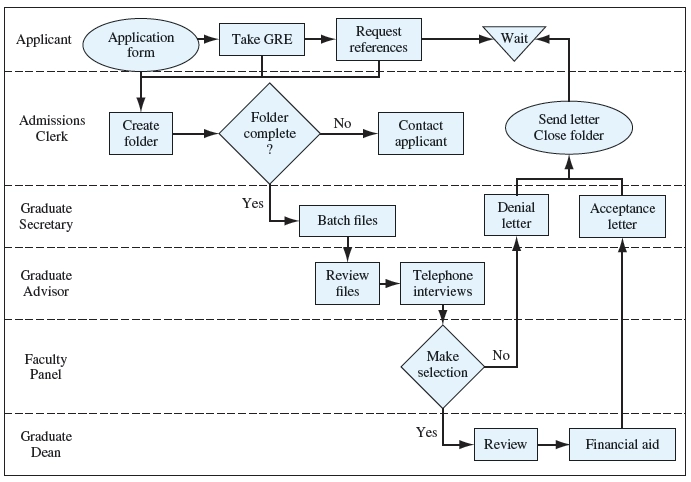 Applicant
Application
form
Take GRE
Request
references
Wait
Admissions
Clerk
Create
folder
Folder
complete
?
No
Contact
applicant
Send letter
Close folder
Yes
Graduate
Secretary
Batch files
Denial
letter
Acceptance
letter
Graduate
Advisor
Review
files
Telephone
interviews
Faculty
Panel
Make
selection
No
Yes
Graduate
Dean
Review
Financial aid